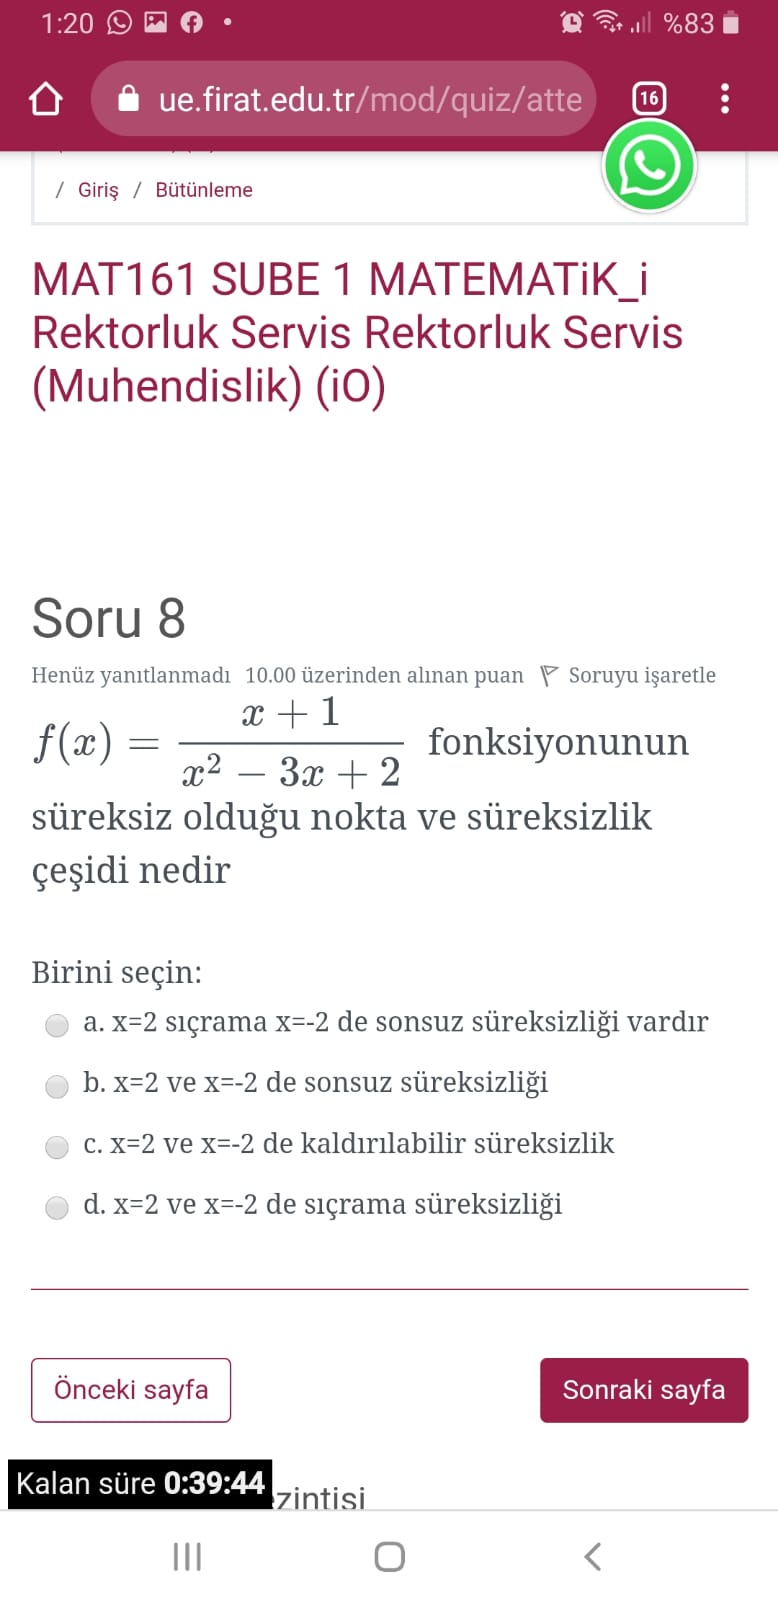 1:20 %83
ue.firat.edu.tr/mod/quiz/atte 16
/ Giriş / Bütünleme
MAT161 SUBE 1 MATEMATiK_i
Rektorluk Servis Rektorluk Servis
(Muhendislik) (iO)
Soru 8
Henüz yanıtlanmadı 10.00 üzerinden alınan puan Soruyu işaretle
f(x) = \frac{x + 1}{x^2 - 3x + 2} fonksiyonunun
süreksiz olduğu nokta ve süreksizlik
çeşidi nedir
Birini seçin:
a. x=2 sıçrama x=-2 de sonsuz süreksizliği vardır
b. x=2 ve x=-2 de sonsuz süreksizliği
c. x=2 ve x=-2 de kaldırılabilir süreksizlik
d. x=2 ve x=-2 de sıçrama süreksizliği
Önceki sayfa Sonraki sayfa
Kalan süre 0:39:44 zintisi